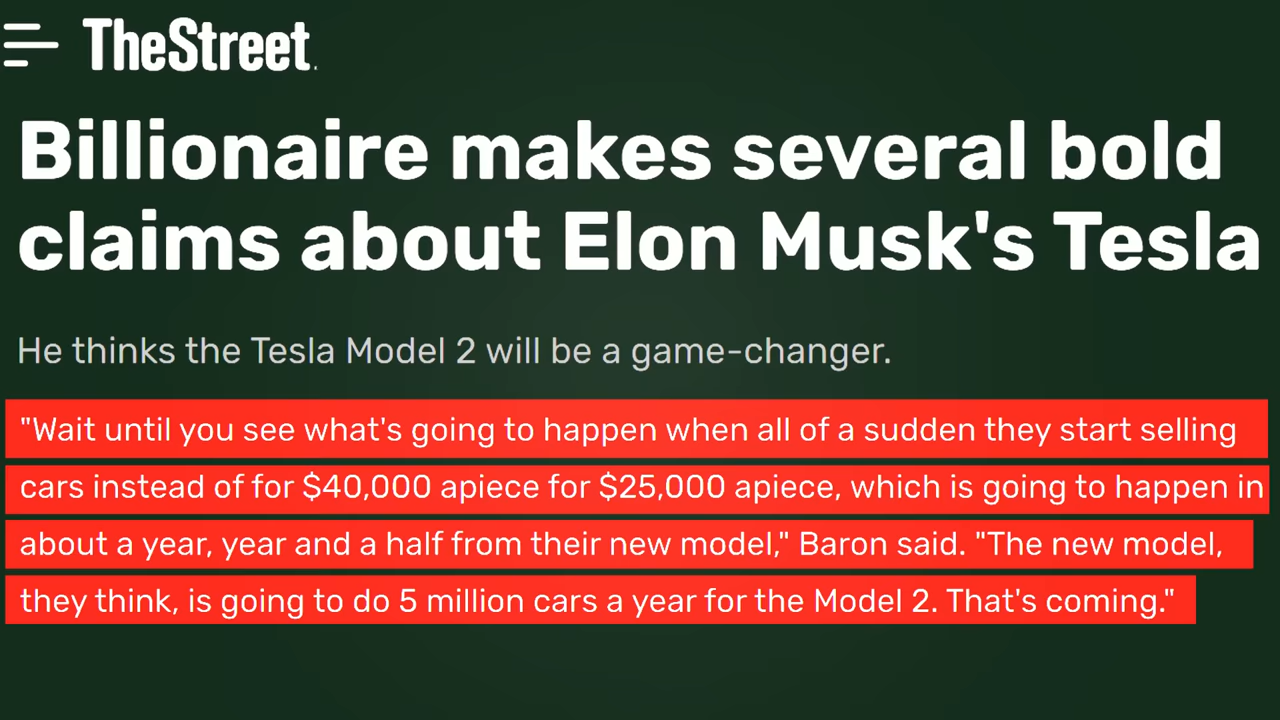 TheStreet.
Billionaire makes several bold
claims about Elon Musk's Tesla
He thinks the Tesla Model 2 will be a game-changer.
"Wait until you see what's going to happen when all of a sudden they start selling
cars instead of for $40,000 apiece for $25,000 apiece, which is going to happen in
about a year, year and a half from their new model," Baron said. "The new model,
they think, is going to do 5 million cars a year for the Model 2. That's coming."